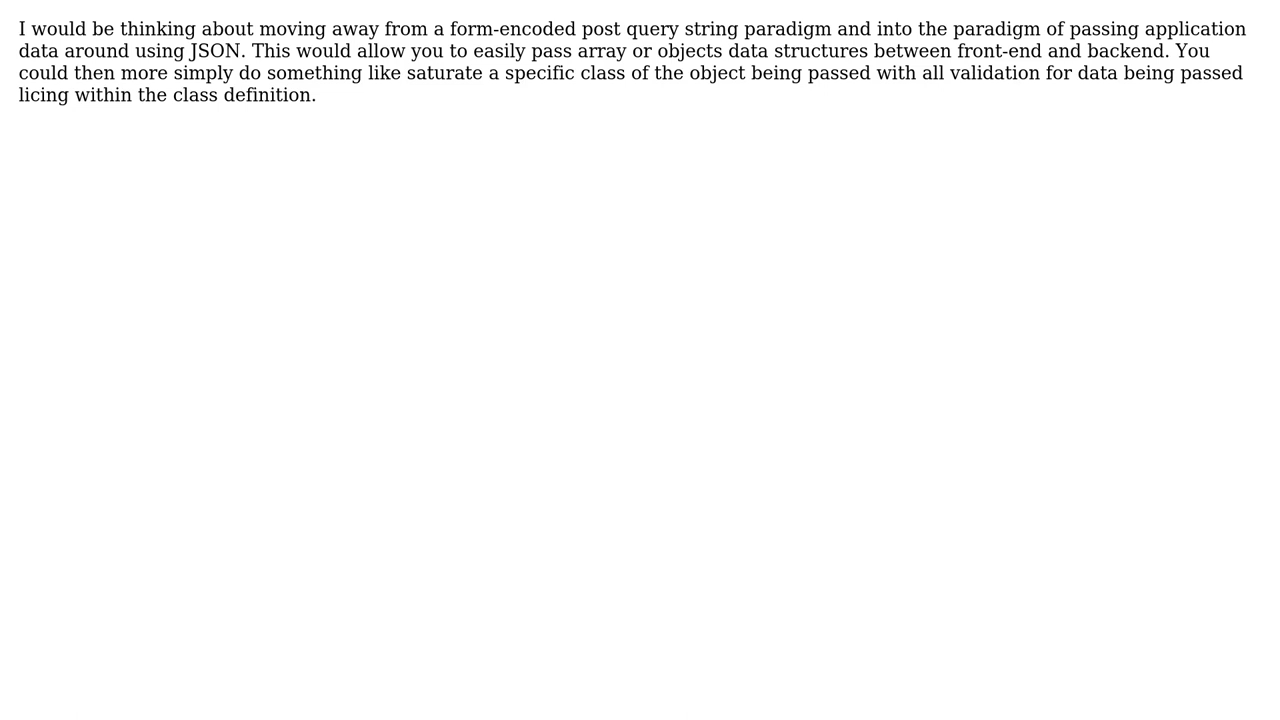 I would be thinking about moving away from a form-encoded post query string paradigm and into the paradigm of passing application
data around using JSON. This would allow you to easily pass array or objects data structures between front-end and backend. You
could then more simply do something like saturate a specific class of the object being passed with all validation for data being passed
licing within the class definition.